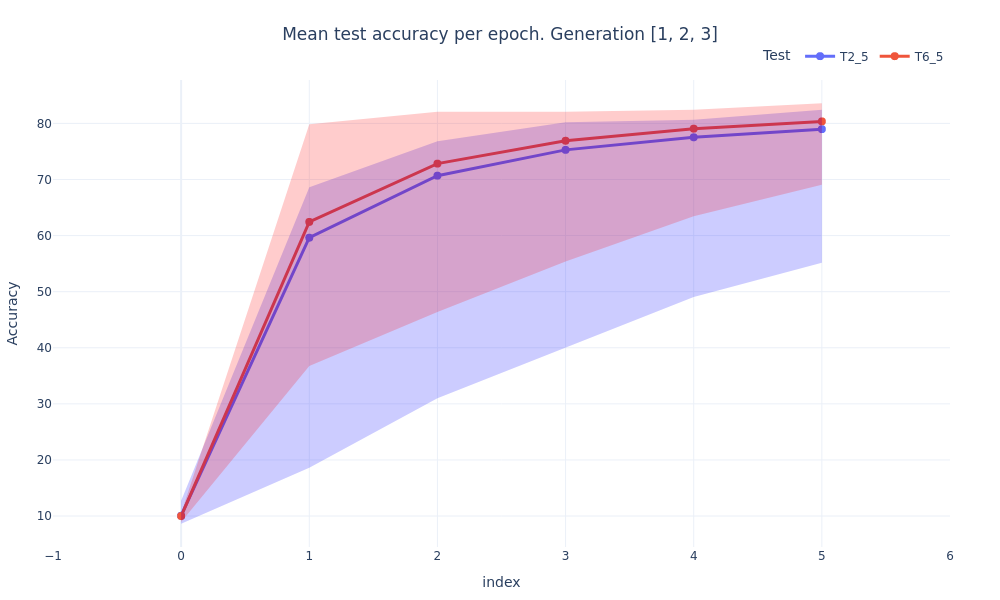 Mean test accuracy per epoch. Generation [1, 2, 3]
Test T2_5 T6_5
80
70
60
50
40
30
20
10
Accuracy
−1 0 1 2 3 4 5 6
index